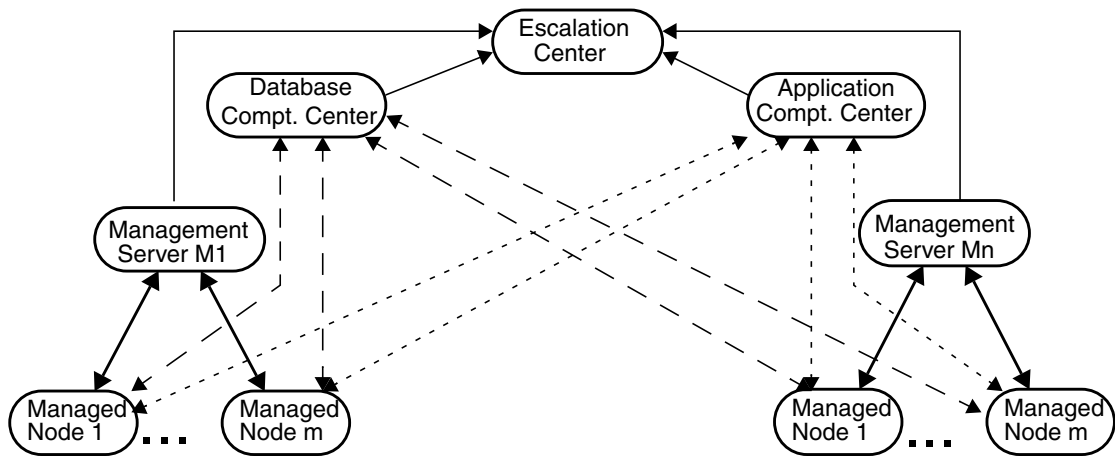 Escalation
Center
Database
Compt. Center
Application
Compt. Center
Management
Server M1
Management
Server Mn
Managed
Node 1
. . .
Managed
Node m
Managed
Node 1
. . .
Managed
Node m